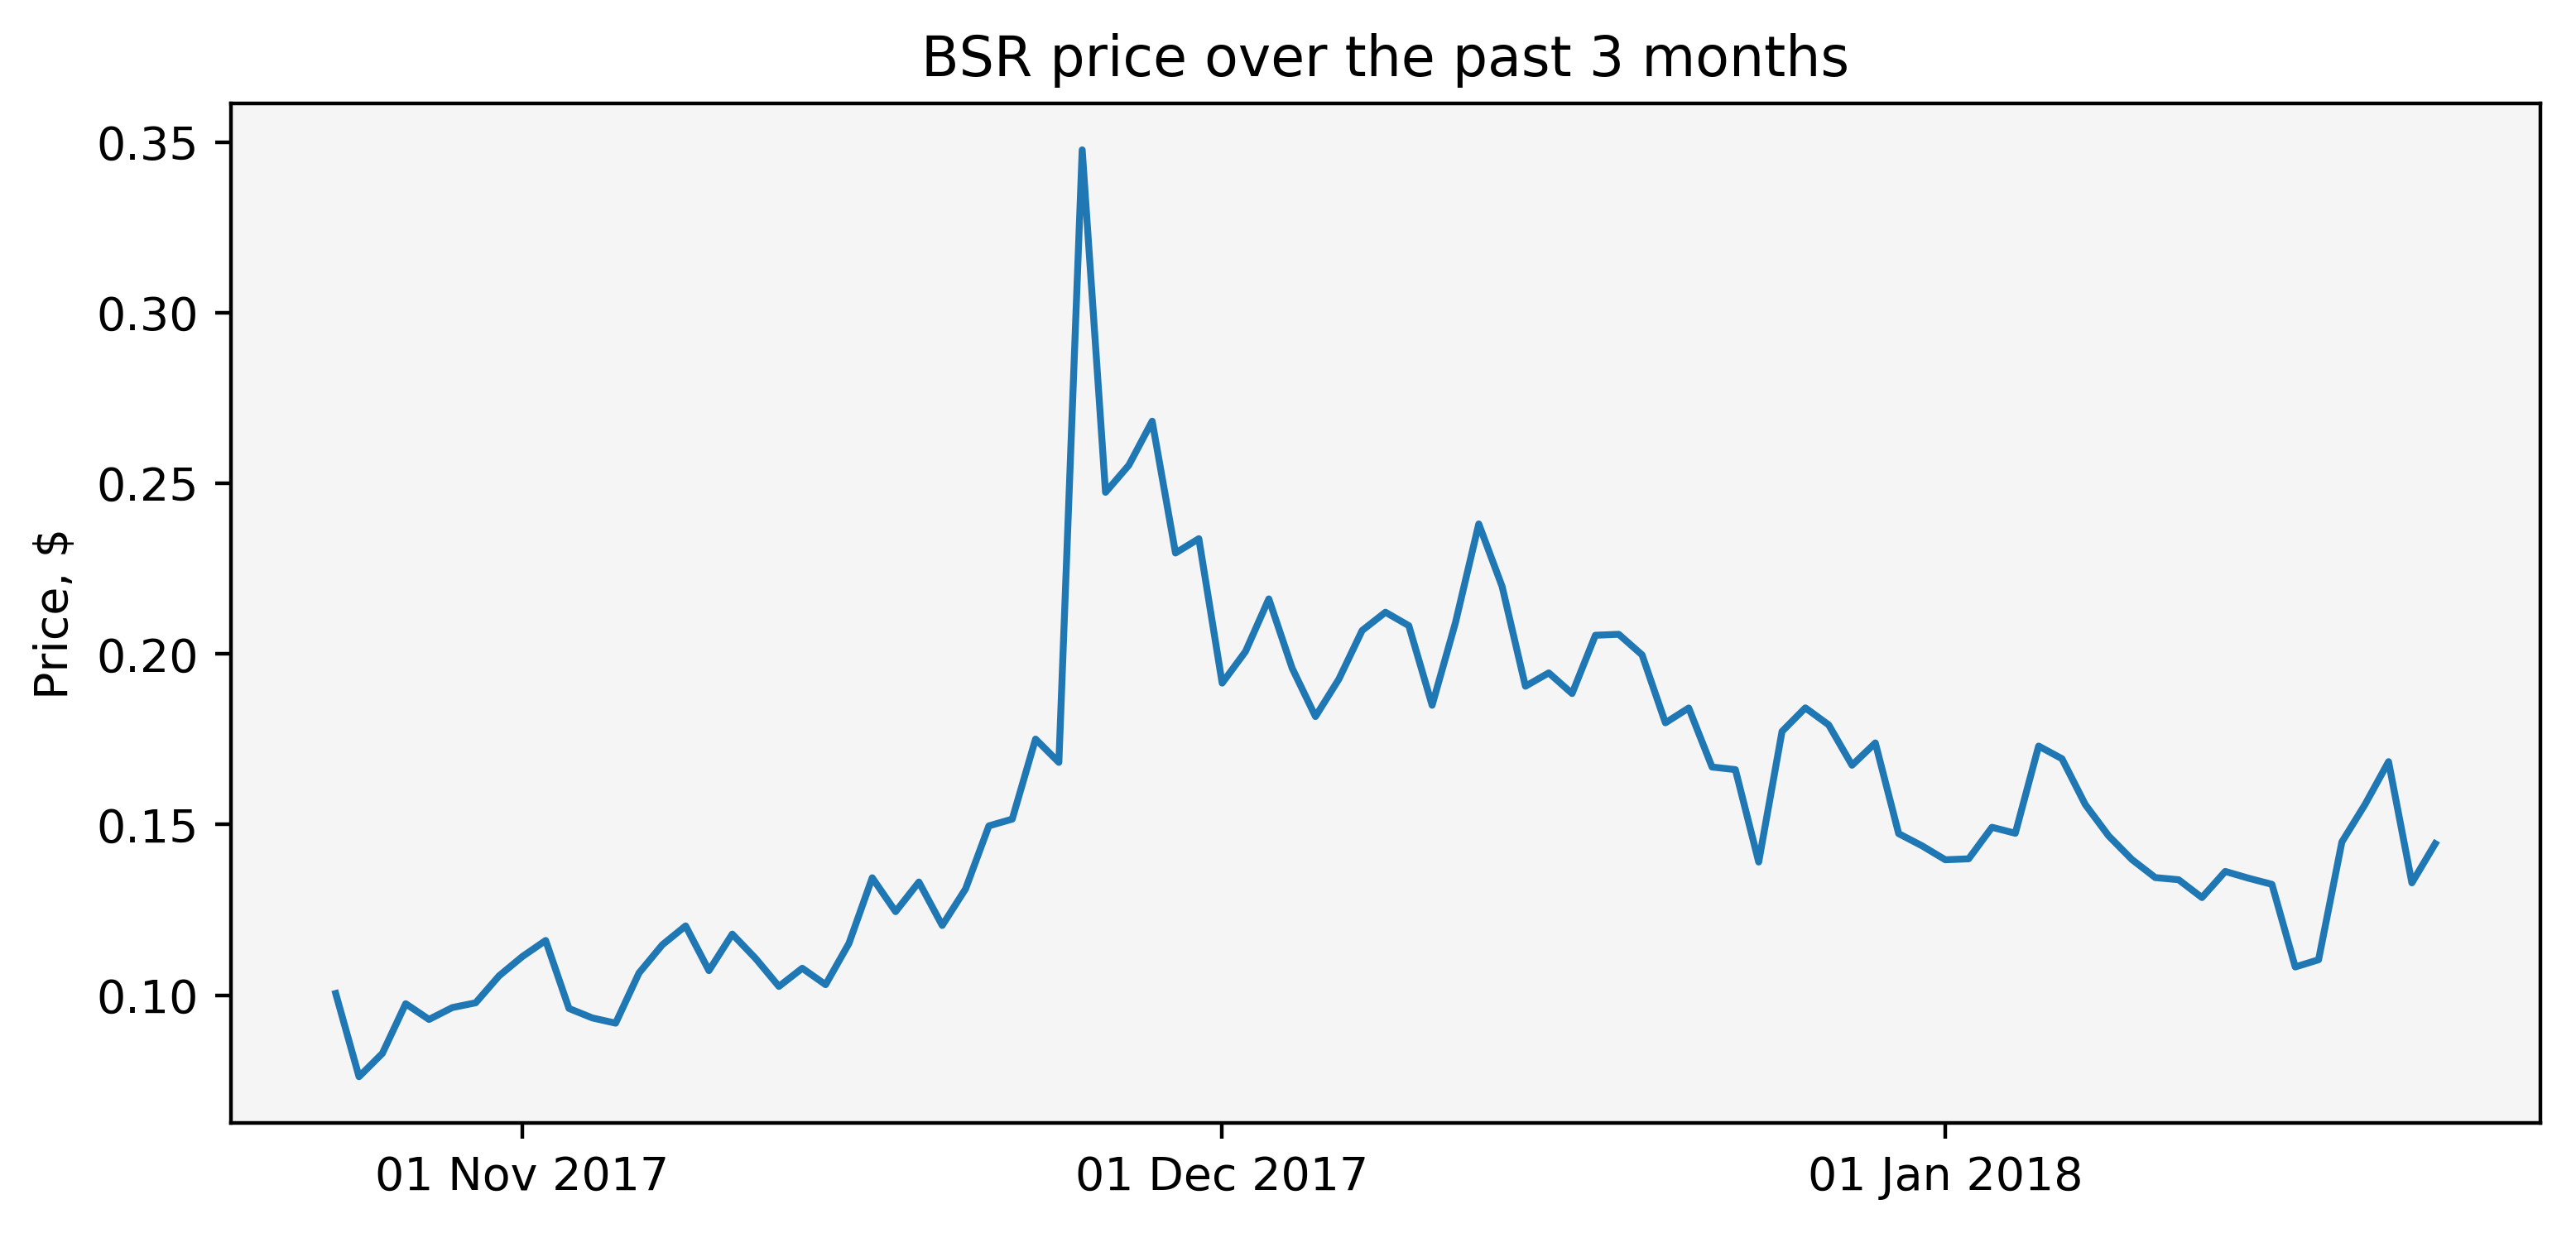 BSR price over the past 3 months
Price, $
0.35
0.30
0.25
0.20
0.15
0.10
01 Nov 2017
01 Dec 2017
01 Jan 2018